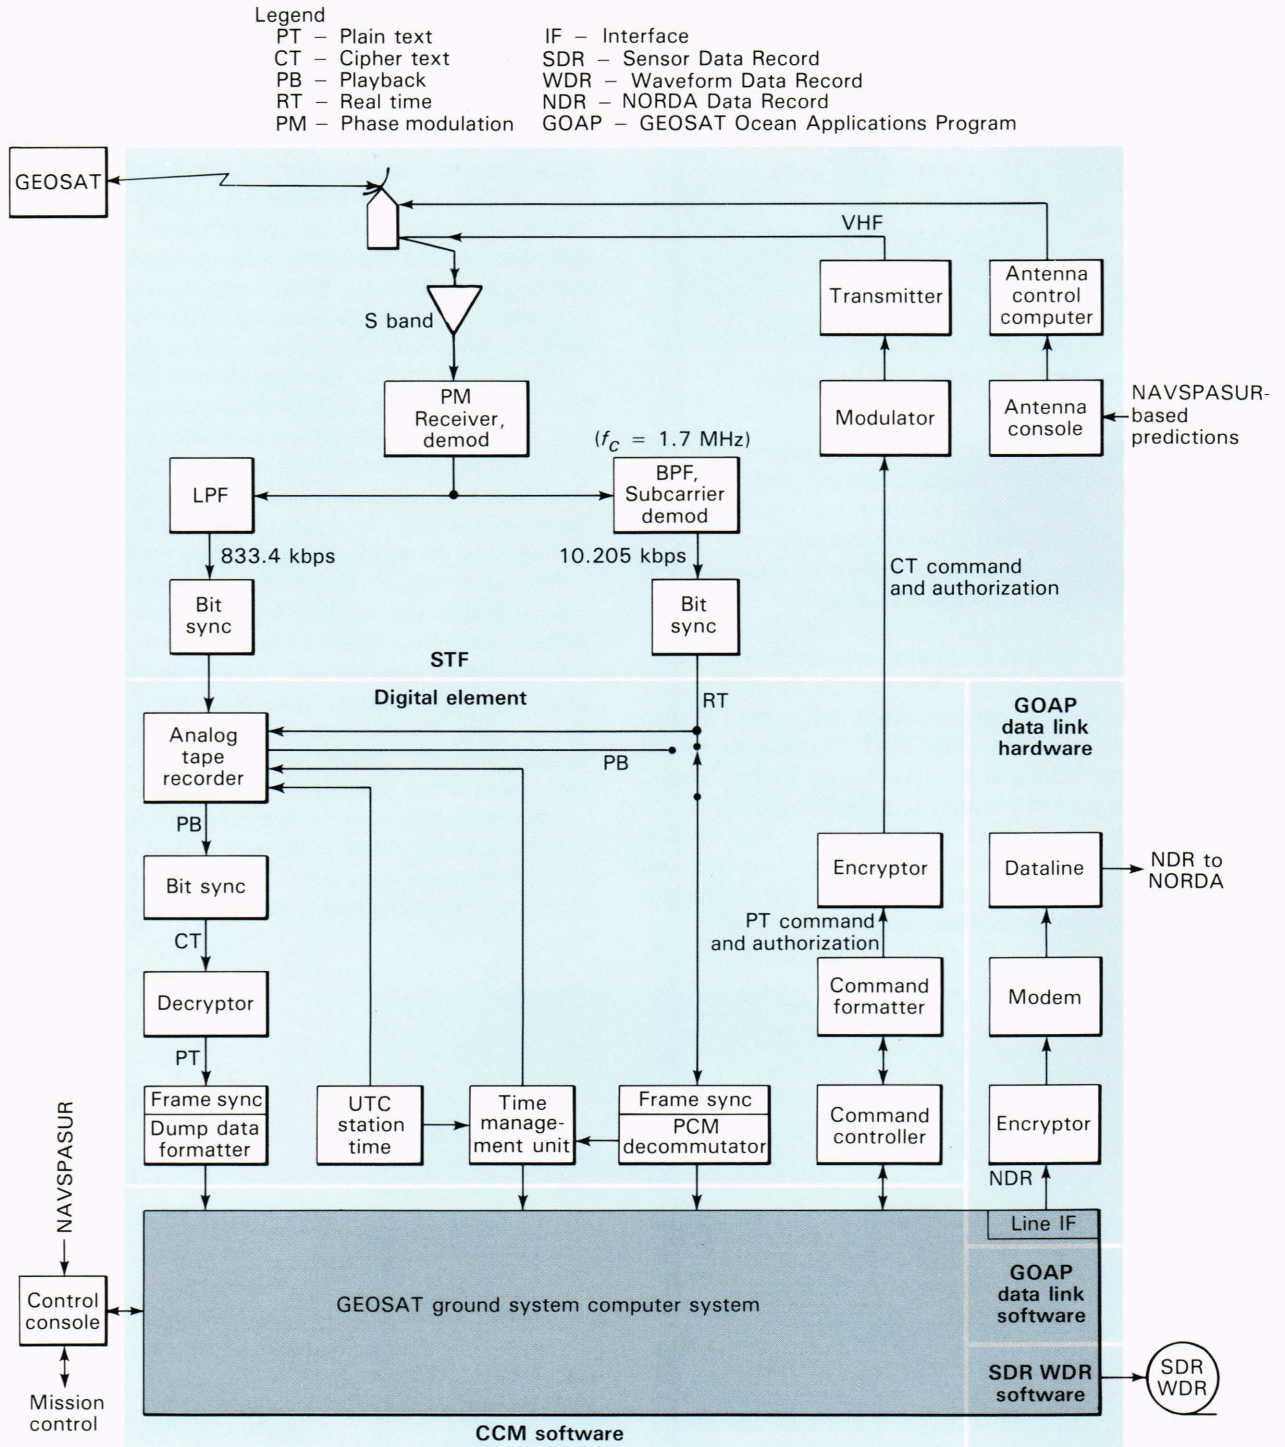 Legend
PT – Plain text
CT – Cipher text
PB – Playback
RT – Real time
PM – Phase modulation
IF – Interface
SDR – Sensor Data Record
WDR – Waveform Data Record
NDR – NORDA Data Record
GOAP – GEOSAT Ocean Applications Program
GEOSAT
VHF
S band
Transmitter
Antenna
control
computer
PM
Receiver,
demod
Modulator
Antenna
console
NAVSPASUR-
based
predictions
(fC = 1.7 MHz)
LPF
BPF,
Subcarrier
demod
833.4 kbps
10.205 kbps
CT command
and authorization
Bit
sync
Bit
sync
STF
Digital element
RT
GOAP
data link
hardware
Analog
tape
recorder
PB
PB
Bit sync
Encryptor
Dataline
NDR to
NORDA
CT
PT command
and authorization
Decryptor
Command
formatter
Modem
PT
Frame sync
Dump data
formatter
UTC
station
time
Time
manage-
ment unit
Frame sync
PCM
decommutator
Command
controller
Encryptor
NDR
NAVSPASUR
Line IF
Control
console
GEOSAT ground system computer system
GOAP
data link
software
SDR WDR
software
SDR
WDR
Mission
control
CCM software